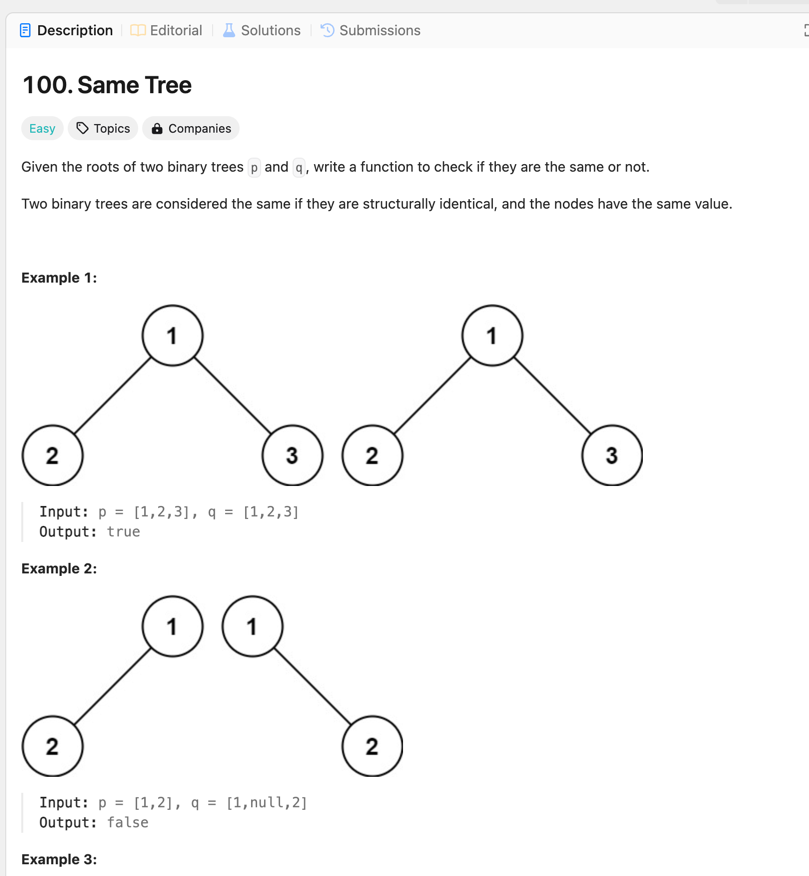 Description Editorial Solutions Submissions
100. Same Tree
Easy Topics Companies
Given the roots of two binary trees p and q, write a function to check if they are the same or not.
Two binary trees are considered the same if they are structurally identical, and the nodes have the same value.
Example 1:
1 1
2 3 2 3
Input: p = [1,2,3], q = [1,2,3]
Output: true
Example 2:
1 1
2 2
Input: p = [1,2], q = [1,null,2]
Output: false
Example 3: